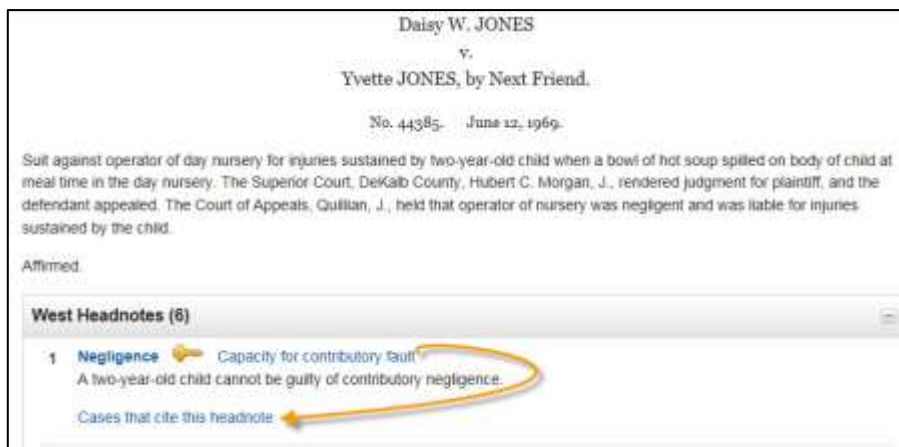 Daisy W. JONES
v.
Yvette JONES, by Next Friend.
No. 44385. June 12, 1969.
Suit against operator of day nursery for injuries sustained by two-year-old child when a bowl of hot soup spilled on body of child at
meal time in the day nursery. The Superior Court, DeKalb County, Hubert C. Morgan, J., rendered judgment for plaintiff, and the
defendant appealed. The Court of Appeals, Quillian, J., held that operator of nursery was negligent and was liable for injuries
sustained by the child.
Affirmed.
West Headnotes (6)
1 Negligence Capacity for contributory fault
A two-year-old child cannot be guilty of contributory negligence.
Cases that cite this headnote